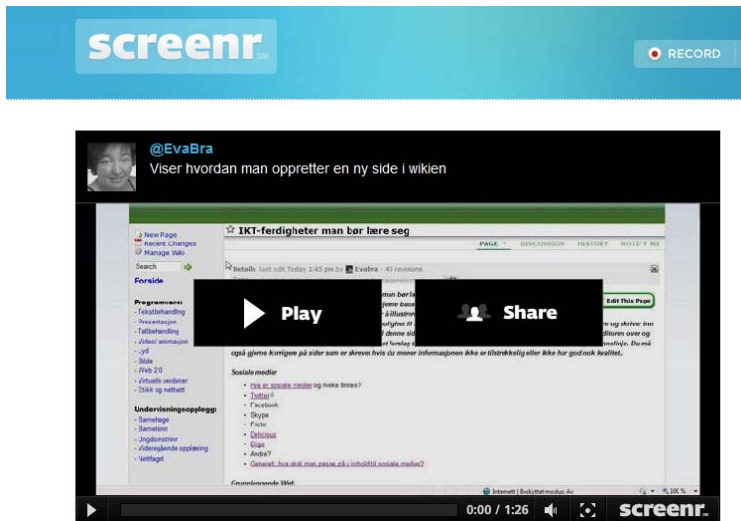 screenr
RECORD
@EvaBra
Viser hvordan man oppretter en ny side i wikien
New Page
Recent Changes
Manage Wiki
Search
Forside
Programvare
- Tekstbehandling
- Presentasjon
- Tallbehandling
- Video/ animasjon
- Lyd
- Bilde
- Web 2.0
- Virtuelle verdener
- Etikk og nettvett
Undervisningsopplegg
- Barnehage
- Barnetrinn
- Ungdomstrinn
- Videregående opplæring
- Nettfaget
IKT-ferdigheter man bør lære seg
PAGE
DISCUSSION
HISTORY
NOTIFY ME
Details last edit Today 1:45 pm by Evabra - 43 revisions
Edit This Page
Play
Share
også gjerne korrigere på sider som er skrevet hvis du mener informasjonen ikke er tilstrekkelig eller ikke har god nok kvalitet.
Sosiale medier
Hva er sosiale medier og hvilke finnes?
Twitter
Facebook
Skype
Flickr
Delicious
Digg
Andre?
Generelt, hva skal man passe på i forhold til sosiale medier?
Grunnleggende Web
Internett | Beskyttet modus: Av
100 %
0:00 / 1:26
screenr